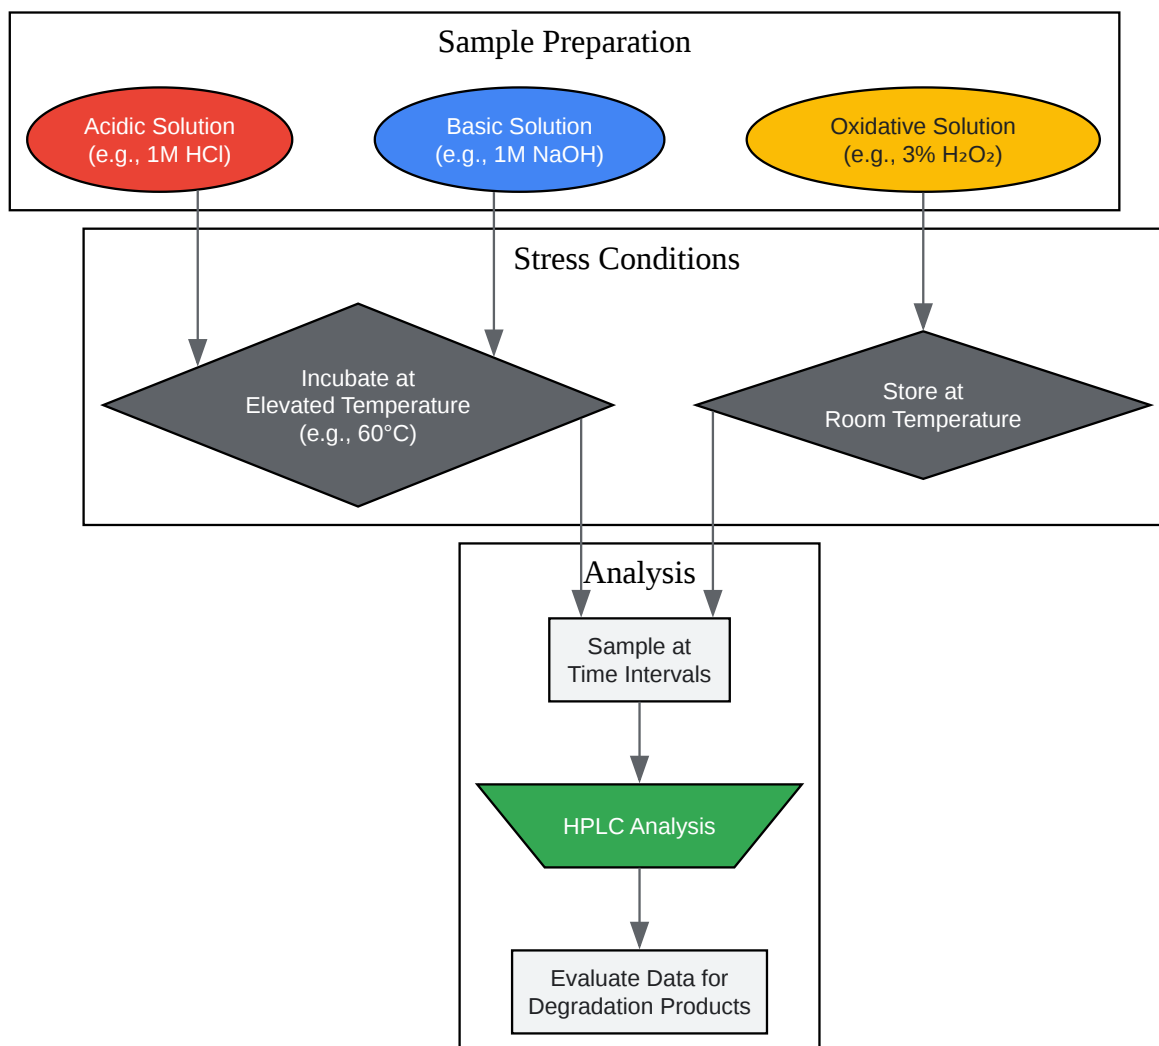 Sample Preparation
Acidic Solution
(e.g., 1M HCl)
Basic Solution
(e.g., 1M NaOH)
Oxidative Solution
(e.g., 3% H₂O₂)
Stress Conditions
Incubate at
Elevated Temperature
(e.g., 60°C)
Store at
Room Temperature
Analysis
Sample at
Time Intervals
HPLC Analysis
Evaluate Data for
Degradation Products